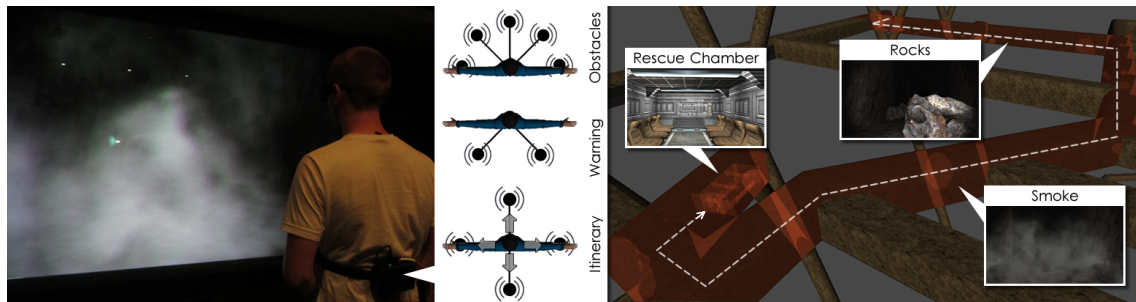 Obstacles
Warning
Itinerary
Rescue Chamber
Rocks
Smoke